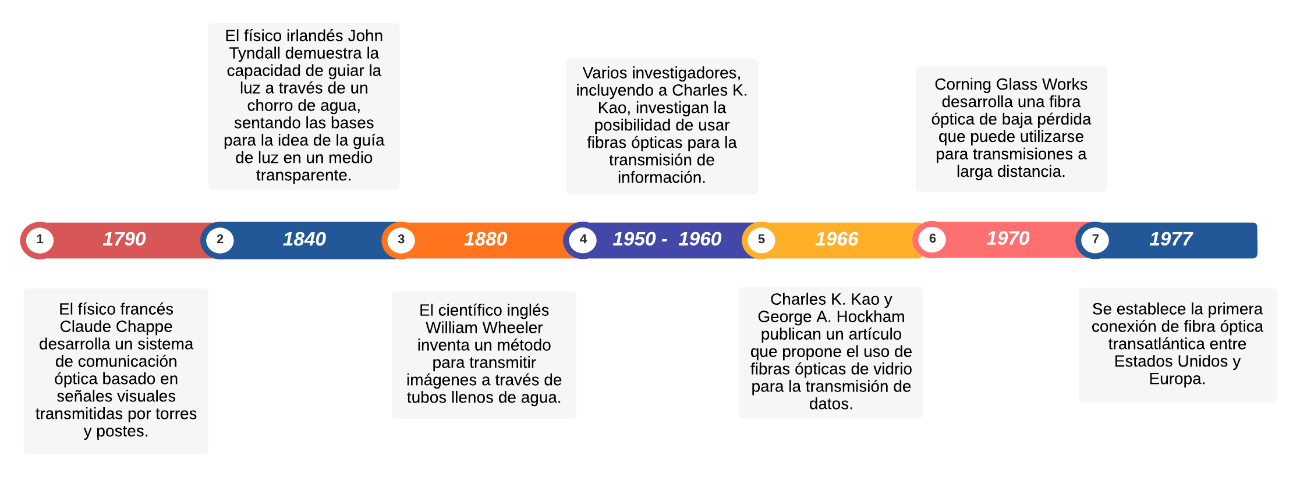 El físico irlandés John
Tyndall demuestra la
capacidad de guiar la
luz a través de un
chorro de agua,
sentando las bases
para la idea de la guía
de luz en un medio
transparente.
Varios investigadores,
incluyendo a Charles K.
Kao, investigan la
posibilidad de usar
fibras ópticas para la
transmisión de
información.
Corning Glass Works
desarrolla una fibra
óptica de baja pérdida
que puede utilizarse
para transmisiones a
larga distancia.
1 1790 2 1840 3 1880 4 1950 - 1960 5 1966 6 1970 7 1977
El físico francés
Claude Chappe
desarrolla un sistema
de comunicación
óptica basado en
señales visuales
transmitidas por torres
y postes.
El científico inglés
William Wheeler
inventa un método
para transmitir
imágenes a través de
tubos llenos de agua.
Charles K. Kao y
George A. Hockham
publican un artículo
que propone el uso de
fibras ópticas de vidrio
para la transmisión de
datos.
Se establece la primera
conexión de fibra óptica
transatlántica entre
Estados Unidos y
Europa.